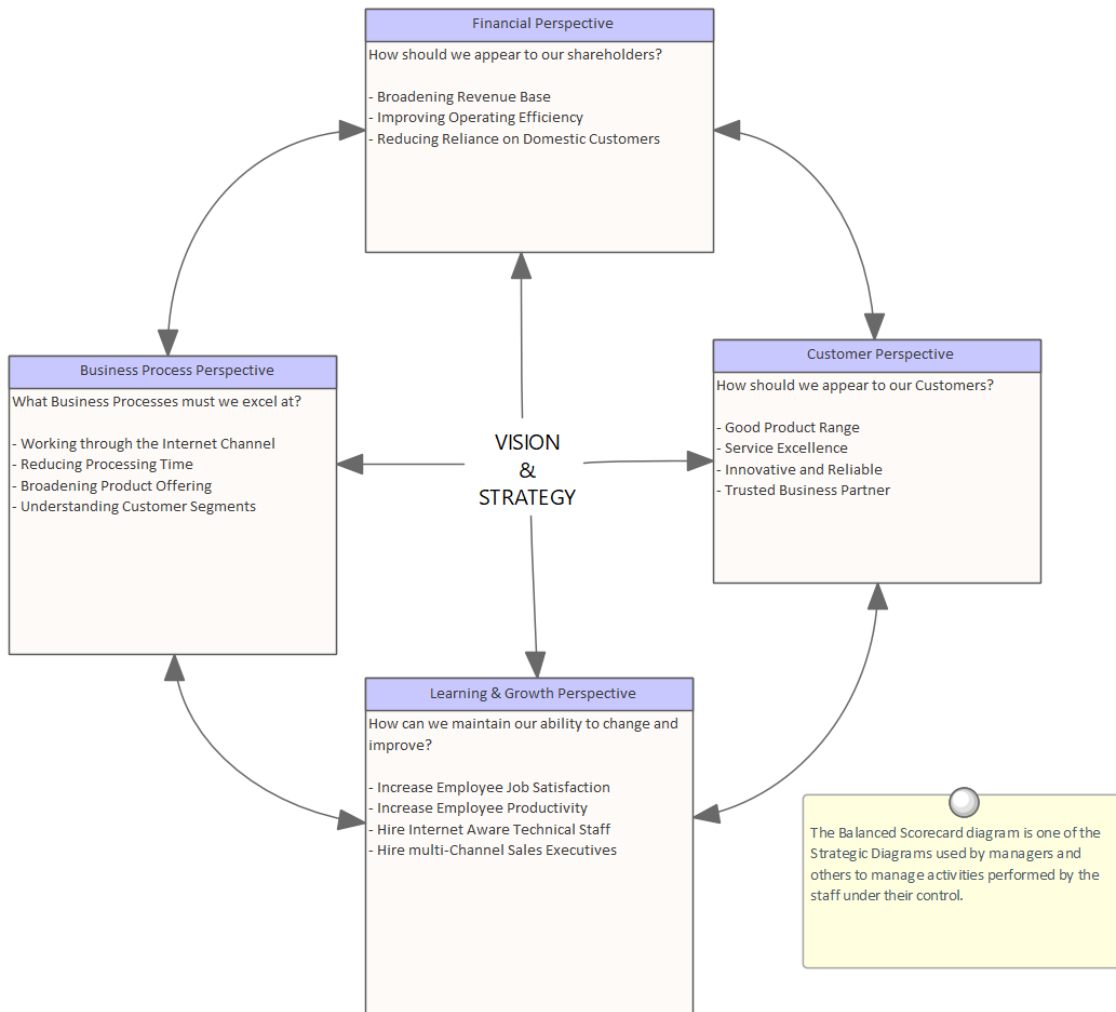 Financial Perspective
How should we appear to our shareholders?
- Broadening Revenue Base
- Improving Operating Efficiency
- Reducing Reliance on Domestic Customers
Business Process Perspective
What Business Processes must we excel at?
- Working through the Internet Channel
- Reducing Processing Time
- Broadening Product Offering
- Understanding Customer Segments
VISION
&
STRATEGY
Customer Perspective
How should we appear to our Customers?
- Good Product Range
- Service Excellence
- Innovative and Reliable
- Trusted Business Partner
Learning & Growth Perspective
How can we maintain our ability to change and
improve?
- Increase Employee Job Satisfaction
- Increase Employee Productivity
- Hire Internet Aware Technical Staff
- Hire multi-Channel Sales Executives
The Balanced Scorecard diagram is one of the
Strategic Diagrams used by managers and
others to manage activities performed by the
staff under their control.